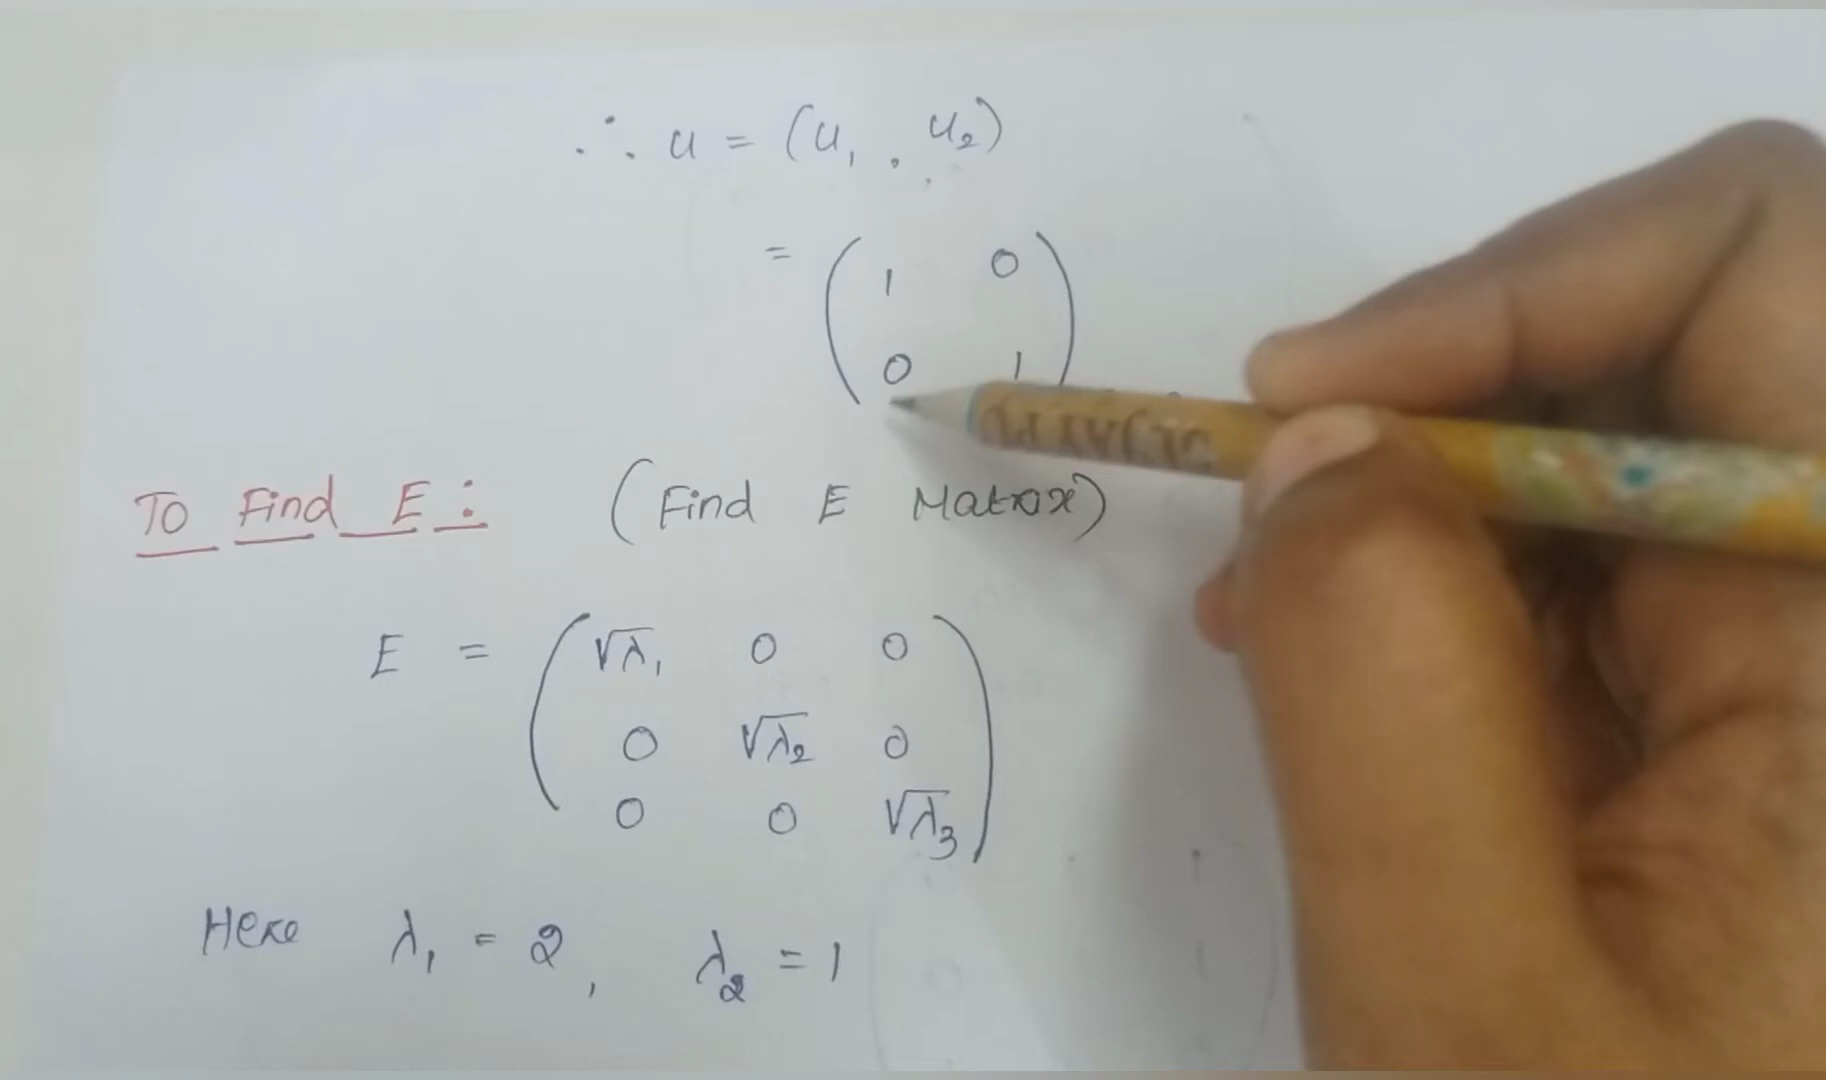 ∴ u = (u₁ . u₂)
= ( 1 0
0 1 )
To Find E : (Find E Matrix)
E = ( √λ₁ 0 0
0 √λ₂ 0
0 0 √λ₃ )
Here λ₁ = 2, λ₂ = 1